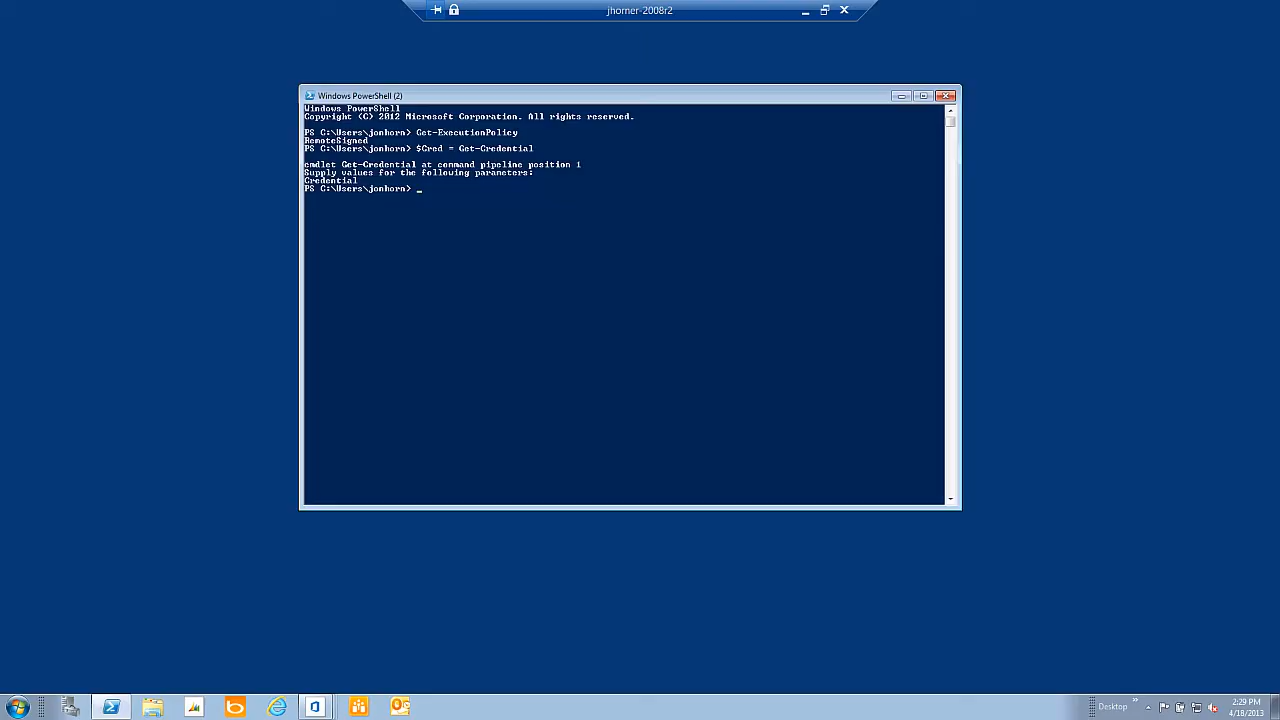 jhorner-2008r2
Windows PowerShell (2)
Windows PowerShell
Copyright (C) 2012 Microsoft Corporation. All rights reserved.
PS C:\Users\jonhorn> Get-ExecutionPolicy
RemoteSigned
PS C:\Users\jonhorn> $Cred = Get-Credential
cmdlet Get-Credential at command pipeline position 1
Supply values for the following parameters:
Credential
PS C:\Users\jonhorn> _
Desktop
2:29 PM
4/18/2013